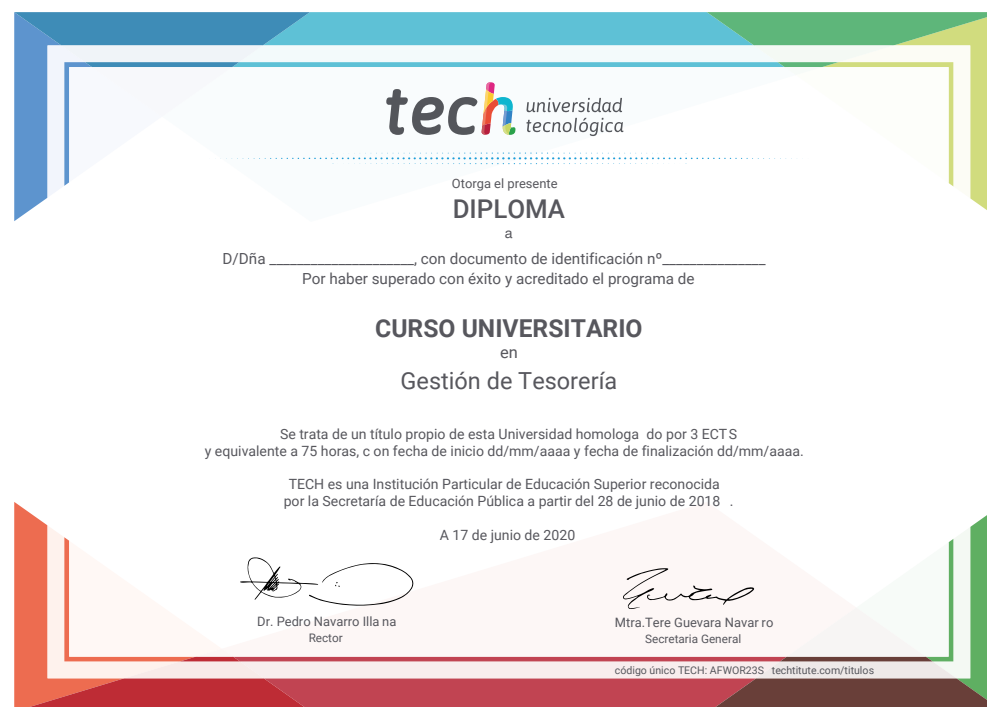 tech universidad
tecnológica
Otorga el presente
DIPLOMA
a
D/Dña ____________________, con documento de identificación nº______________
Por haber superado con éxito y acreditado el programa de
CURSO UNIVERSITARIO
en
Gestión de Tesorería
Se trata de un título propio de esta Universidad homologa do por 3 ECTS
y equivalente a 75 horas, c on fecha de inicio dd/mm/aaaa y fecha de finalización dd/mm/aaaa.
TECH es una Institución Particular de Educación Superior reconocida
por la Secretaría de Educación Pública a partir del 28 de junio de 2018 .
A 17 de junio de 2020
Dr. Pedro Navarro Illa na
Rector
Mtra.Tere Guevara Navar ro
Secretaria General
código único TECH: AFWOR23S techtitute.com/titulos